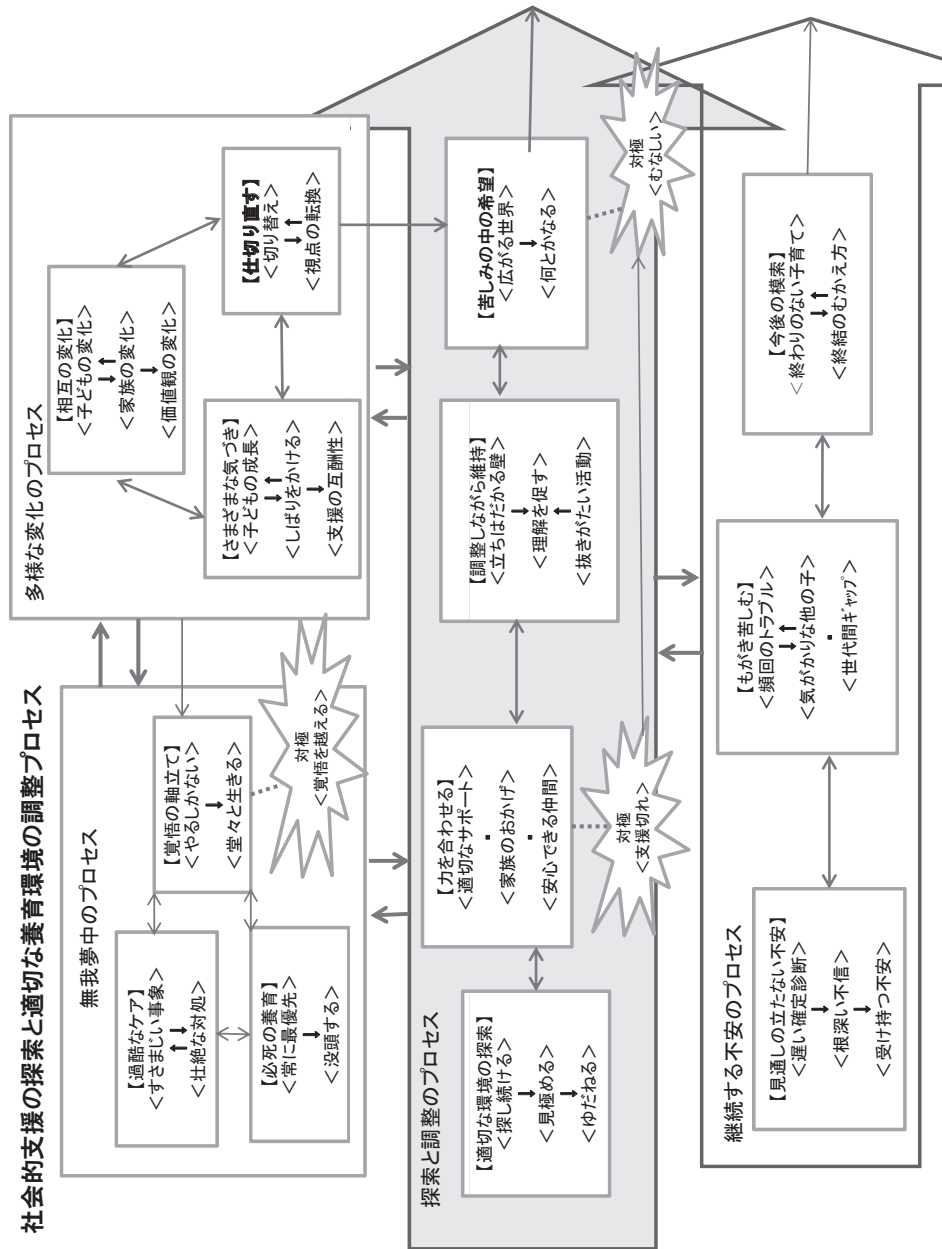 社会的支援の探索と適切な養育環境の調整プロセス
無我夢中のプロセス
【過酷なケア】
<すさまじい事象>
<壮絶な対処>
【必死の養育】
<常に最優先>
<没頭する>
【覚悟の軸立て】
<やるしかない>
<堂々と生きる>
対極
<覚悟を越える>
多様な変化のプロセス
【相互の変化】
<子どもの変化>
<家族の変化>
<価値観の変化>
【さまざまな気づき】
<子どもの成長>
<しばりをかける>
<支援の互酬性>
【仕切り直す】
<切り替え>
<視点の転換>
探索と調整のプロセス
【適切な環境の探索】
<探し続ける>
<見極める>
<ゆだねる>
【力を合わせる】
<適切なサポート>
<家族のおかげ>
<安心できる仲間>
対極
<支援切れ>
【調整しながら維持】
<立ちはだかる壁>
<理解を促す>
<抜きがたい活動>
【苦しみの中の希望】
<広がる世界>
<何とかなる>
対極
<むなしい>
継続する不安のプロセス
【見通しの立たない不安】
<遅い確定診断>
<根深い不信>
<受け持つ不安>
【もがき苦しむ】
<頻回のトラブル>
<気がかりな他の子>
<世代間ギャップ>
【今後の模索】
<終わりのない子育て>
<終結のむかえ方>